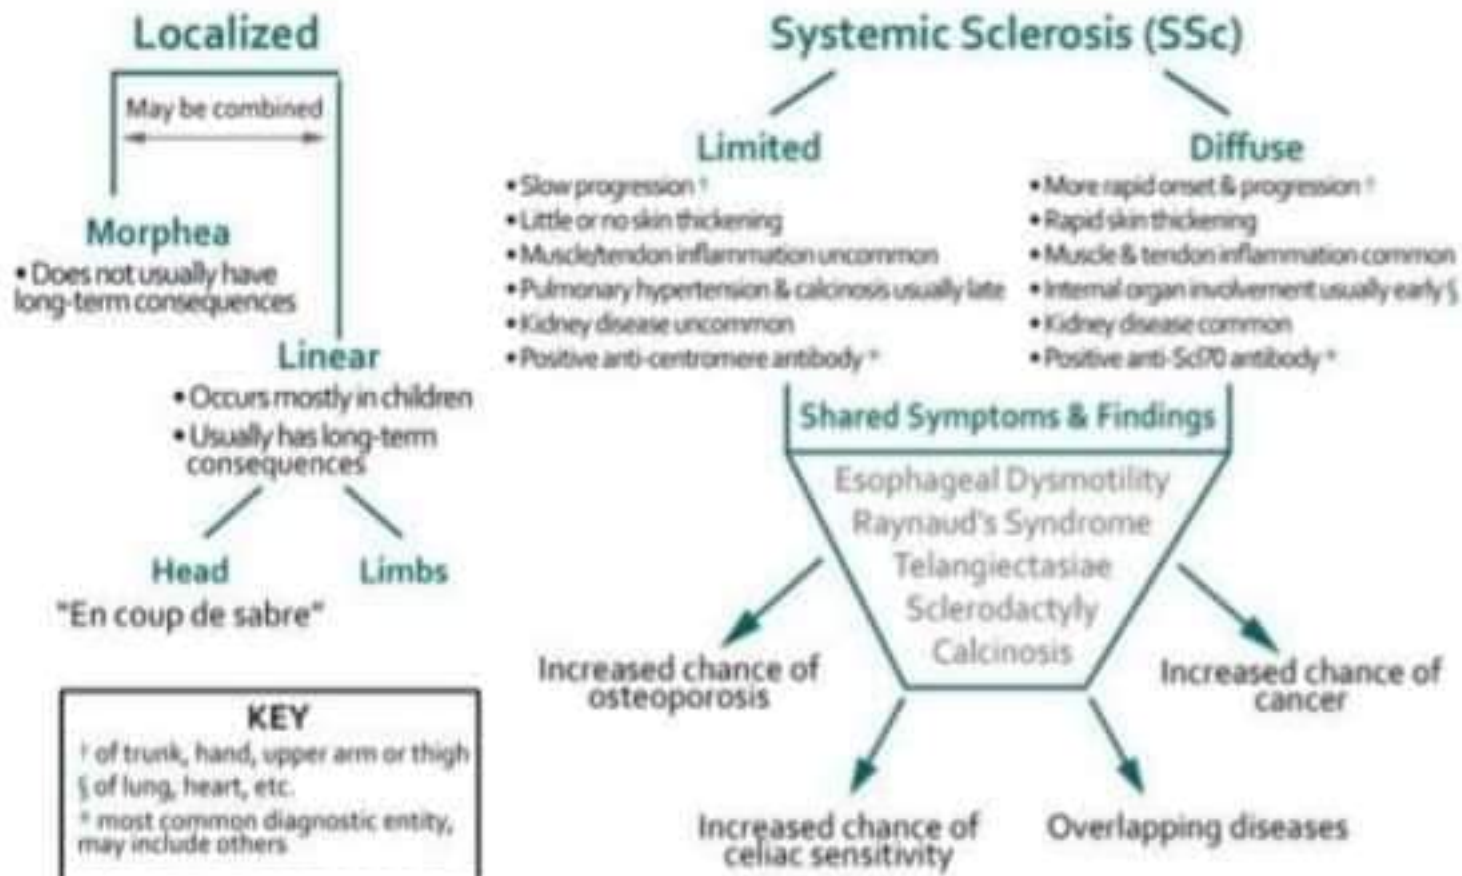 Localized
May be combined
Morphea
• Does not usually have
long-term consequences
Linear
• Occurs mostly in children
• Usually has long-term
consequences
Head
"En coup de sabre"
Limbs
KEY
† of trunk, hand, upper arm or thigh
§ of lung, heart, etc.
* most common diagnostic entity,
may include others
Systemic Sclerosis (SSc)
Limited
• Slow progression †
• Little or no skin thickening
• Muscle/tendon inflammation uncommon
• Pulmonary hypertension & calcinosis usually late
• Kidney disease uncommon
• Positive anti-centromere antibody *
Diffuse
• More rapid onset & progression †
• Rapid skin thickening
• Muscle & tendon inflammation common
• Internal organ involvement usually early §
• Kidney disease common
• Positive anti-Scl70 antibody *
Shared Symptoms & Findings
Esophageal Dysmotility
Raynaud's Syndrome
Telangiectasiae
Sclerodactyly
Calcinosis
Increased chance of
osteoporosis
Increased chance of
celiac sensitivity
Overlapping diseases
Increased chance of
cancer